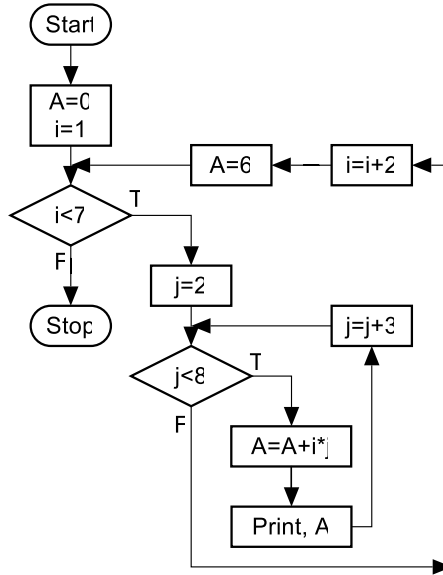 Start
A=0
i=1
A=6
i=i+2
i<7
T
F
j=2
Stop
j=j+3
j<8
T
F
A=A+i*j
Print, A